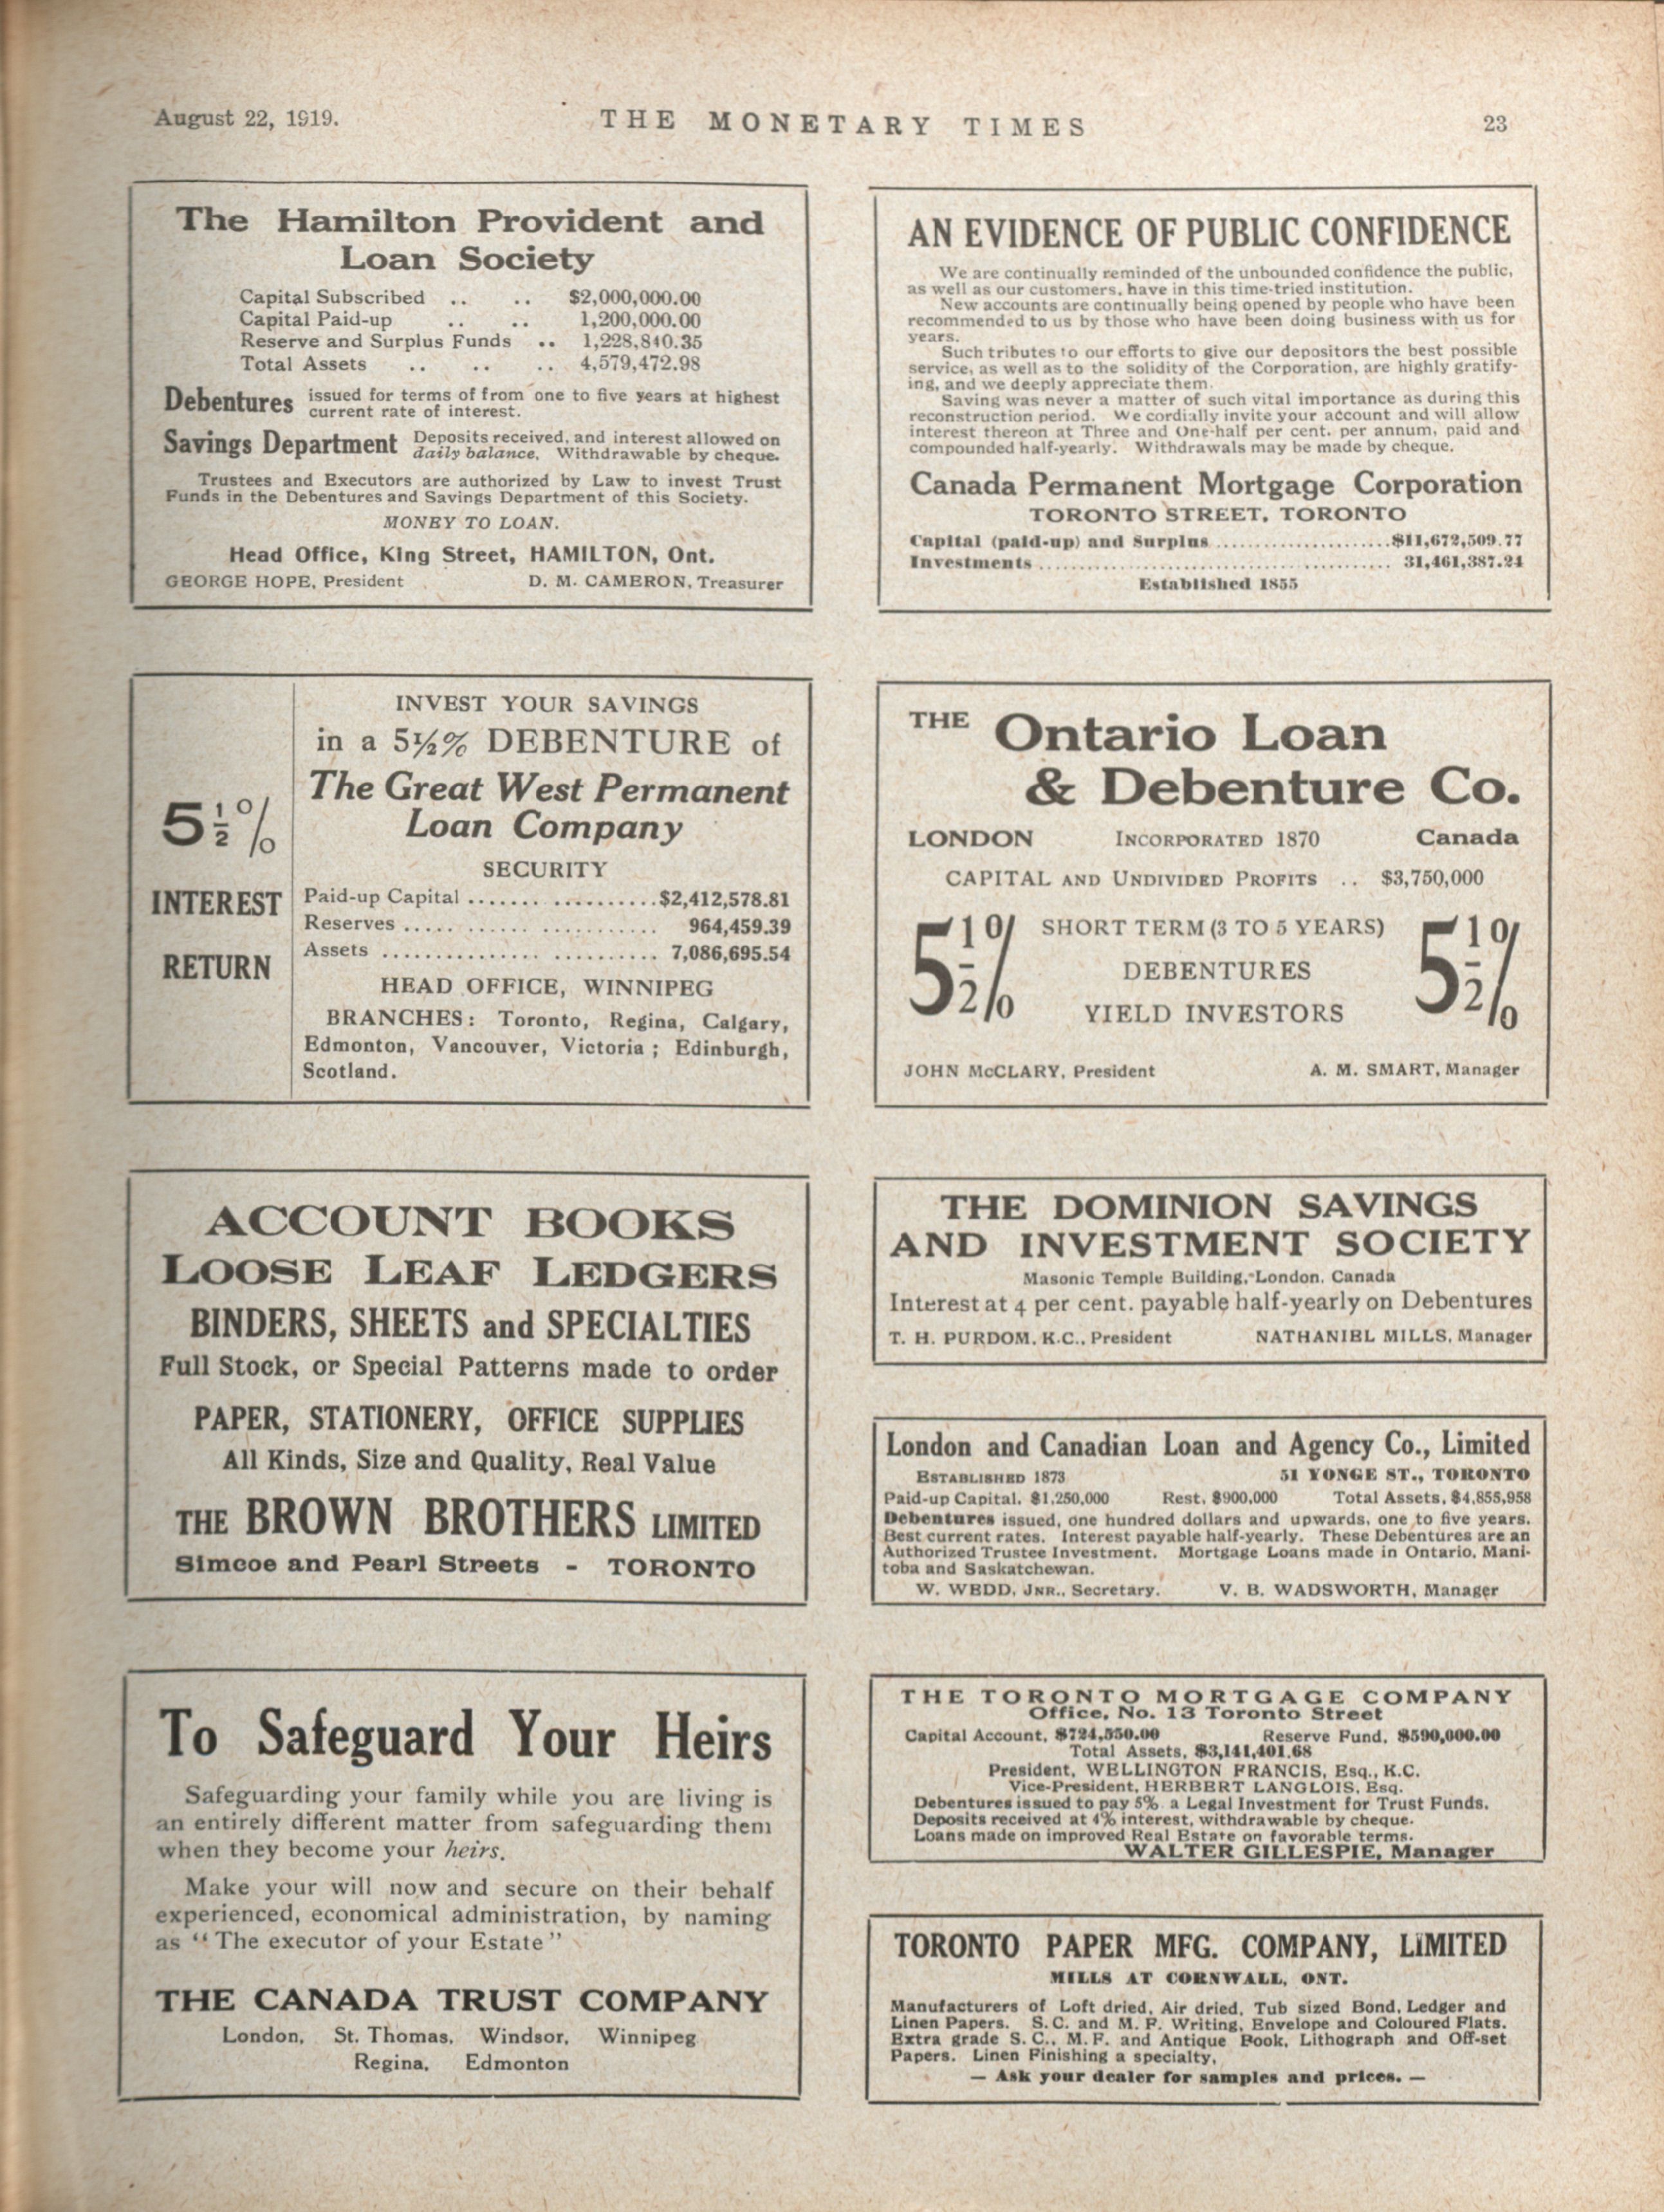 August 22, 1919.
THE MONETARY TIMES
23
The Hamilton Provident and
Loan Society
Capital Subscribed .. .. $2,000,000.00
Capital Paid-up .. .. 1,200,000.00
Reserve and Surplus Funds .. 1,228,840.35
Total Assets .. .. .. 4,579,472.98
Debentures issued for terms of from one to five years at highest
current rate of interest.
Savings Department Deposits received, and interest allowed on
daily balance. Withdrawable by cheque.
Trustees and Executors are authorized by Law to invest Trust
Funds in the Debentures and Savings Department of this Society.
MONEY TO LOAN.
Head Office, King Street, HAMILTON, Ont.
GEORGE HOPE, President D. M. CAMERON, Treasurer
5½%
INTEREST
RETURN
INVEST YOUR SAVINGS
in a 5½% DEBENTURE of
The Great West Permanent
Loan Company
SECURITY
Paid-up Capital ................... $2,412,578.81
Reserves ........................... 964,459.39
Assets ............................. 7,086,695.54
HEAD OFFICE, WINNIPEG
BRANCHES: Toronto, Regina, Calgary,
Edmonton, Vancouver, Victoria; Edinburgh,
Scotland.
ACCOUNT BOOKS
LOOSE LEAF LEDGERS
BINDERS, SHEETS and SPECIALTIES
Full Stock, or Special Patterns made to order
PAPER, STATIONERY, OFFICE SUPPLIES
All Kinds, Size and Quality, Real Value
THE BROWN BROTHERS LIMITED
Simcoe and Pearl Streets - TORONTO
To Safeguard Your Heirs
Safeguarding your family while you are living is
an entirely different matter from safeguarding them
when they become your heirs.
Make your will now and secure on their behalf
experienced, economical administration, by naming
as "The executor of your Estate"
THE CANADA TRUST COMPANY
London, St. Thomas, Windsor, Winnipeg
Regina, Edmonton
AN EVIDENCE OF PUBLIC CONFIDENCE
We are continually reminded of the unbounded confidence the public,
as well as our customers, have in this time-tried institution.
New accounts are continually being opened by people who have been
recommended to us by those who have been doing business with us for
years.
Such tributes to our efforts to give our depositors the best possible
service, as well as to the solidity of the Corporation, are highly gratify-
ing, and we deeply appreciate them.
Saving was never a matter of such vital importance as during this
reconstruction period. We cordially invite your account and will allow
interest thereon at Three and One-half per cent. per annum, paid and
compounded half-yearly. Withdrawals may be made by cheque.
Canada Permanent Mortgage Corporation
TORONTO STREET, TORONTO
Capital (paid-up) and Surplus ...................... $11,672,509.77
Investments ........................................ 31,461,387.24
Established 1855
THE Ontario Loan
& Debenture Co.
LONDON INCORPORATED 1870 Canada
CAPITAL AND UNDIVIDED PROFITS .. $3,750,000
5½% SHORT TERM (3 TO 5 YEARS) 5½%
DEBENTURES
YIELD INVESTORS
JOHN McCLARY, President A. M. SMART, Manager
THE DOMINION SAVINGS
AND INVESTMENT SOCIETY
Masonic Temple Building, London, Canada
Interest at 4 per cent. payable half-yearly on Debentures
T. H. PURDOM, K.C., President NATHANIEL MILLS, Manager
London and Canadian Loan and Agency Co., Limited
ESTABLISHED 1873 51 YONGE ST., TORONTO
Paid-up Capital, $1,250,000 Rest, $900,000 Total Assets, $4,855,958
Debentures issued, one hundred dollars and upwards, one to five years.
Best current rates. Interest payable half-yearly. These Debentures are an
Authorized Trustee Investment. Mortgage Loans made in Ontario, Mani-
toba and Saskatchewan.
W. WEDD, JNR., Secretary. V. B. WADSWORTH, Manager
THE TORONTO MORTGAGE COMPANY
Office, No. 13 Toronto Street
Capital Account, $724,550.00 Reserve Fund, $590,000.00
Total Assets, $3,141,401.68
President, WELLINGTON FRANCIS, Esq., K.C.
Vice-President, HERBERT LANGLOIS, Esq.
Debentures issued to pay 5% a Legal Investment for Trust Funds.
Deposits received at 4% interest, withdrawable by cheque.
Loans made on improved Real Estate on favorable terms.
WALTER GILLESPIE, Manager
TORONTO PAPER MFG. COMPANY, LIMITED
MILLS AT CORNWALL, ONT.
Manufacturers of Loft dried, Air dried, Tub sized Bond, Ledger and
Linen Papers. S. C. and M. F. Writing, Envelope and Coloured Flats.
Extra grade S. C., M. F. and Antique Book, Lithograph and Off-set
Papers. Linen Finishing a specialty.
— Ask your dealer for samples and prices. —